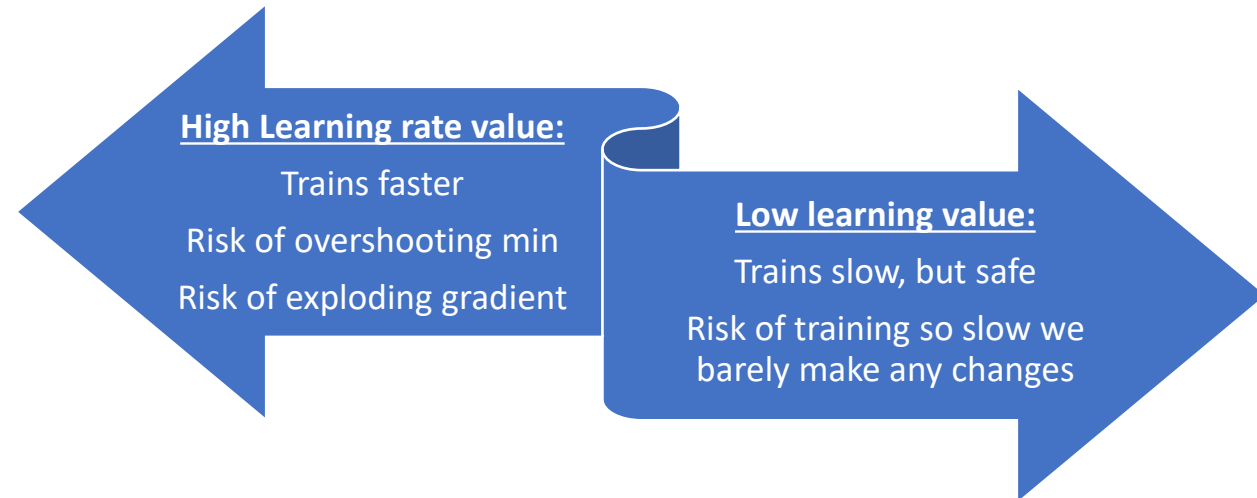 High Learning rate value:
Trains faster
Risk of overshooting min
Risk of exploding gradient
Low learning value:
Trains slow, but safe
Risk of training so slow we
barely make any changes